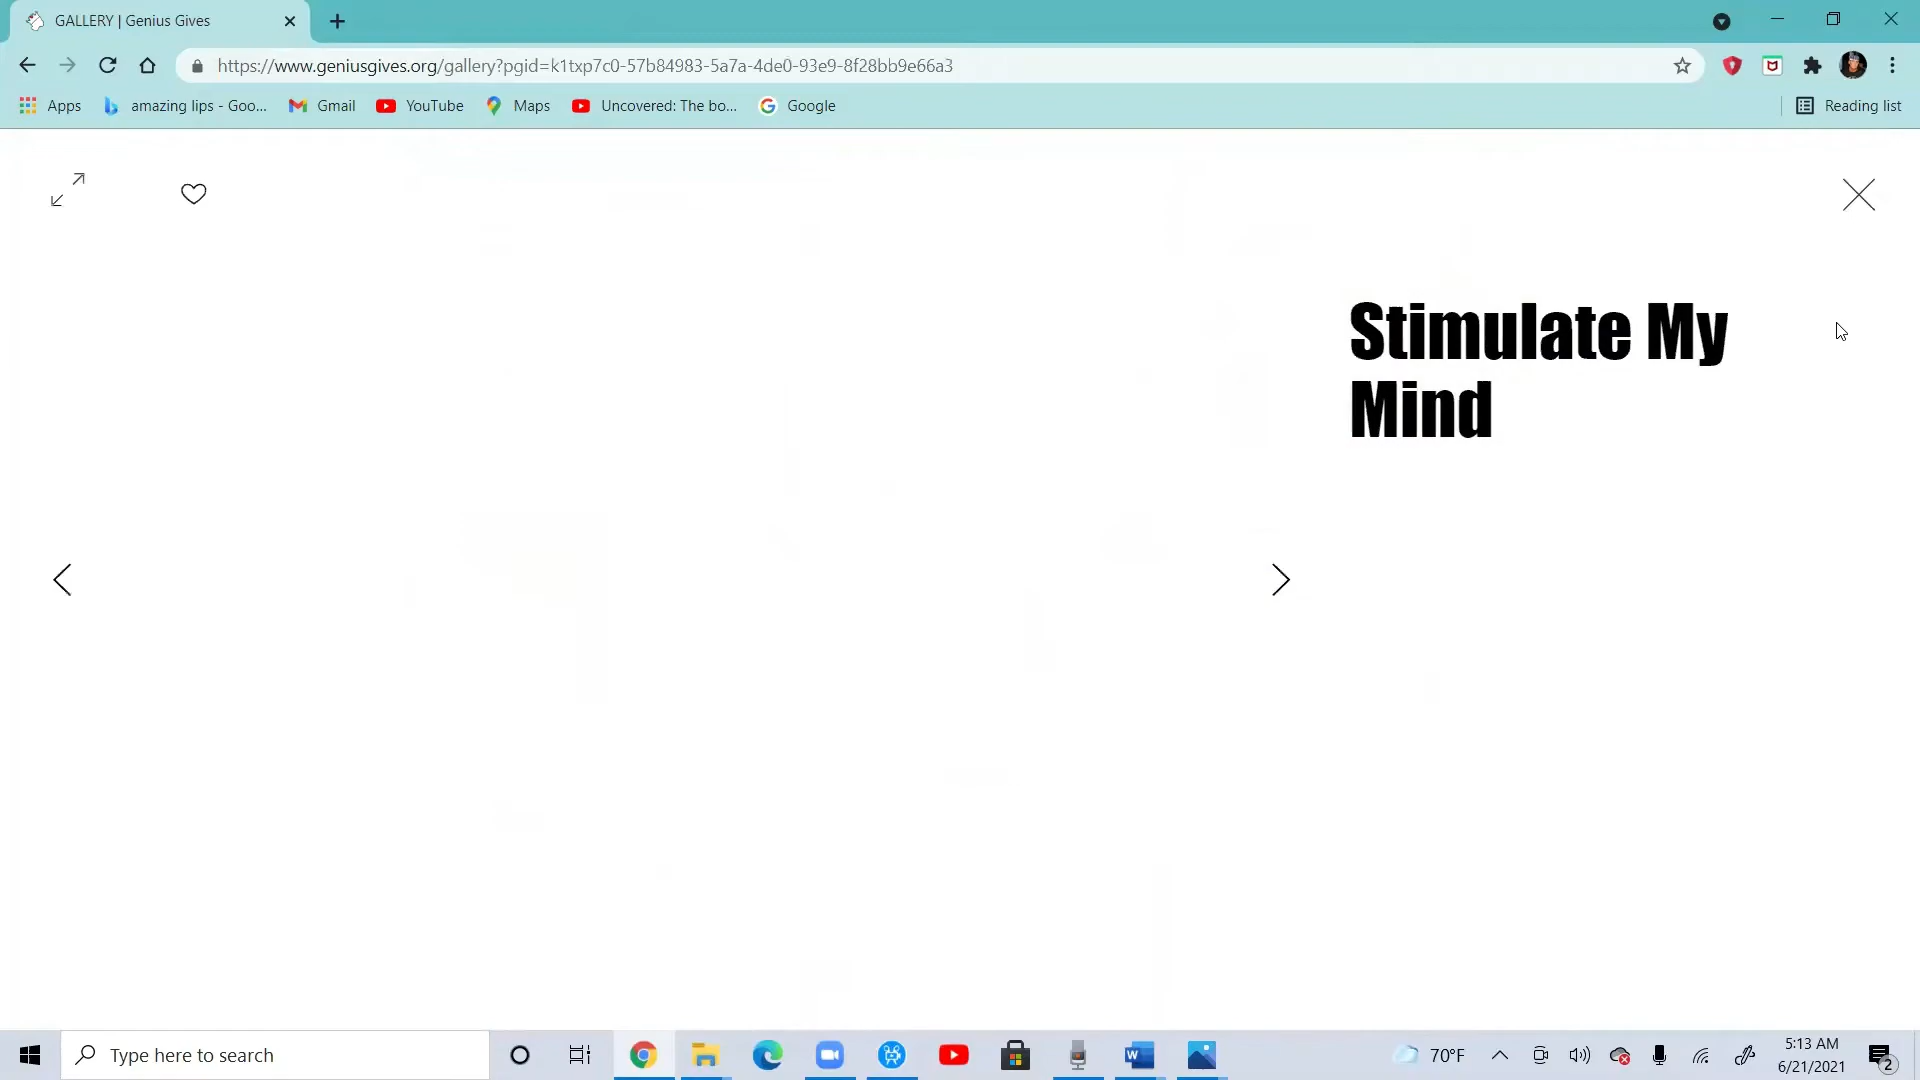 GALLERY | Genius Gives
https://www.geniusgives.org/gallery?pgid=k1txp7c0-57b84983-5a7a-4de0-93e9-8f28bb9e66a3
Apps amazing lips - Goo... Gmail YouTube Maps Uncovered: The bo... Google Reading list
Stimulate My
Mind
Type here to search
70°F
5:13 AM
6/21/2021
2